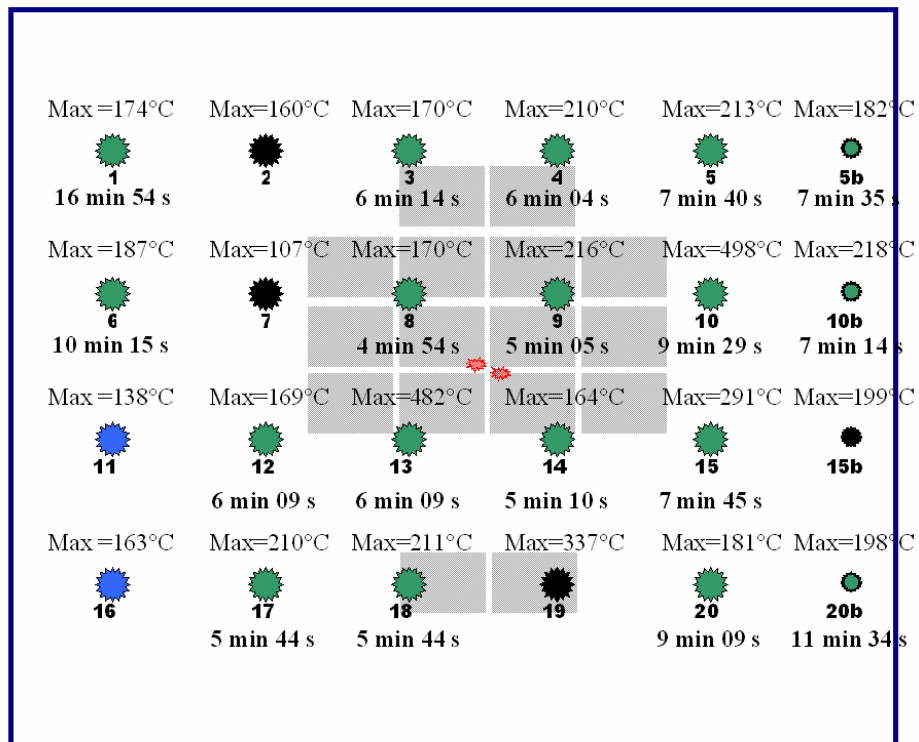 Max =174°C Max=160°C Max=170°C Max=210°C Max=213°C Max=182°C
1 2 3 4 5 5b
16 min 54 s 6 min 14 s 6 min 04 s 7 min 40 s 7 min 35 s
Max =187°C Max=107°C Max=170°C Max=216°C Max=498°C Max=218°C
6 7 8 9 10 10b
10 min 15 s 4 min 54 s 5 min 05 s 9 min 29 s 7 min 14 s
Max =138°C Max=169°C Max=482°C Max=164°C Max=291°C Max=199°C
11 12 13 14 15 15b
6 min 09 s 6 min 09 s 5 min 10 s 7 min 45 s
Max =163°C Max=210°C Max=211°C Max=337°C Max=181°C Max=198°C
16 17 18 19 20 20b
5 min 44 s 5 min 44 s 9 min 09 s 11 min 34 s